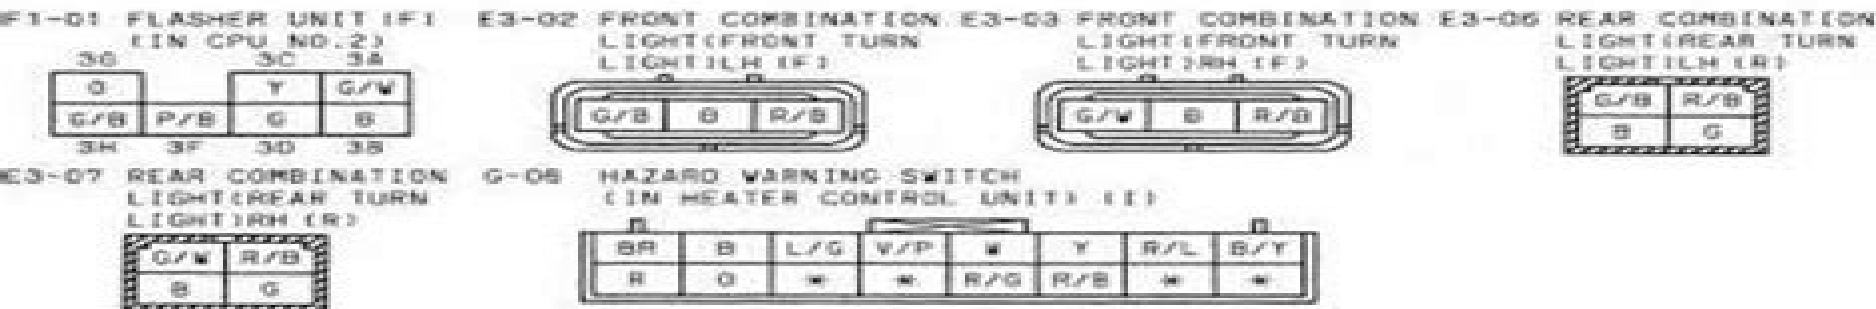 F1-01 FLASHER UNIT (F)
(IN CPU NO.2)
3G 3C 3A
O Y G/W
G/B P/B G B
3H 3F 3D 3B
E3-02 FRONT COMBINATION
LIGHT(FRONT TURN
LIGHT)LH (F)
G/B B R/B
E3-03 FRONT COMBINATION
LIGHT(FRONT TURN
LIGHT)RH (F)
G/W B R/B
E3-06 REAR COMBINATION
LIGHT(REAR TURN
LIGHT)LH (R)
G/B R/B
B G
E3-07 REAR COMBINATION
LIGHT(REAR TURN
LIGHT)RH (R)
G/W R/B
B G
HAZARD WARNING SWITCH
(IN HEATER CONTROL UNIT) (I)
BR B L/G V/P W Y R/L B/Y
R O * * R/G R/B * *